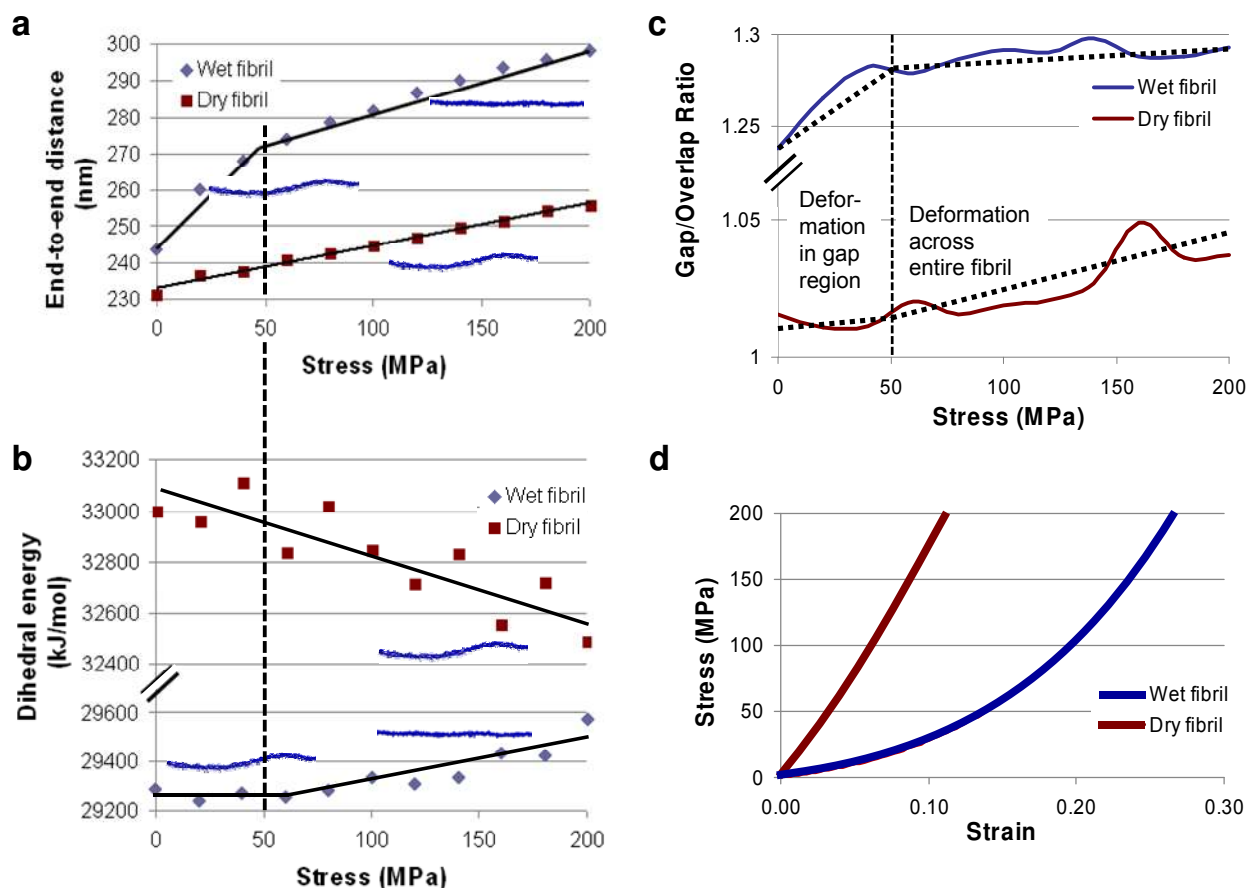 a
300
290
280
270
260
250
240
230
Wet fibril
Dry fibril
End-to-end distance
(nm)
0
50
100
150
200
Stress (MPa)
b
33200
33000
32800
32600
32400
29600
29400
29200
Wet fibril
Dry fibril
Dihedral energy
(kJ/mol)
0
50
100
150
200
Stress (MPa)
c
1.3
1.25
1.05
1
Gap/Overlap Ratio
Wet fibril
Dry fibril
Defor-
mation
in gap
region
Deformation
across
entire fibril
0
50
100
150
200
Stress (MPa)
d
200
150
100
50
0
Stress (MPa)
Wet fibril
Dry fibril
0.00
0.10
0.20
0.30
Strain